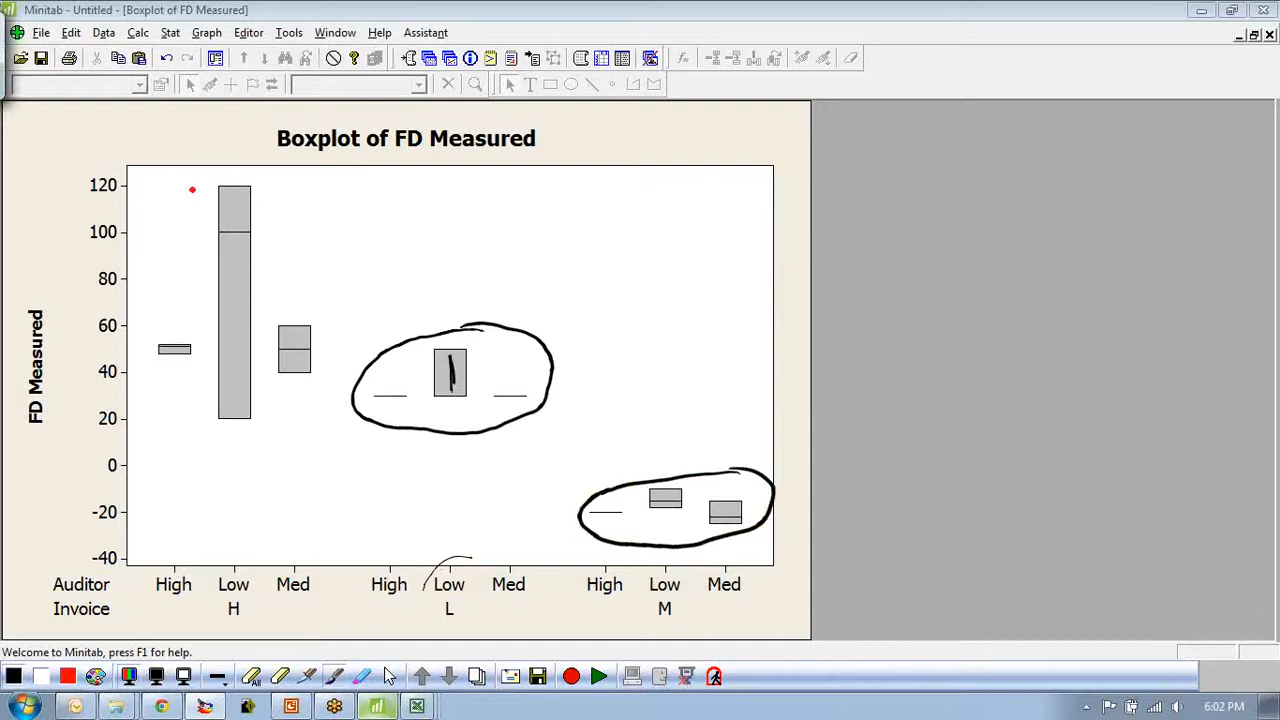 Minitab - Untitled - [Boxplot of FD Measured]
File Edit Data Calc Stat Graph Editor Tools Window Help Assistant
Boxplot of FD Measured
120
100
80
60
40
20
0
-20
-40
FD Measured
Auditor High Low Med High Low Med High Low Med
Invoice H L M
Welcome to Minitab, press F1 for help.
6:02 PM